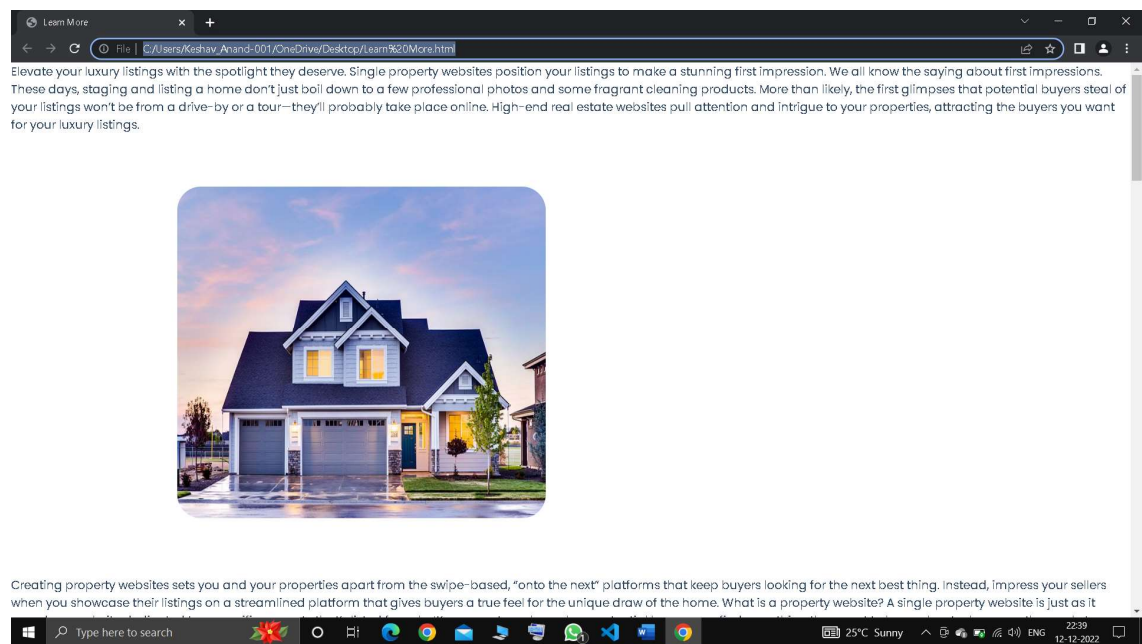 Learn More
File
C:/Users/Keshav_Anand-001/OneDrive/Desktop/Learn%20More.html
Elevate your luxury listings with the spotlight they deserve. Single property websites position your listings to make a stunning first impression. We all know the saying about first impressions.
These days, staging and listing a home don't just boil down to a few professional photos and some fragrant cleaning products. More than likely, the first glimpses that potential buyers steal of
your listings won't be from a drive-by or a tour—they'll probably take place online. High-end real estate websites pull attention and intrigue to your properties, attracting the buyers you want
for your luxury listings.
Creating property websites sets you and your properties apart from the swipe-based, “onto the next” platforms that keep buyers looking for the next best thing. Instead, impress your sellers
when you showcase their listings on a streamlined platform that gives buyers a true feel for the unique draw of the home. What is a property website? A single property website is just as it
Type here to search
25°C Sunny
ENG
22:39
12-12-2022